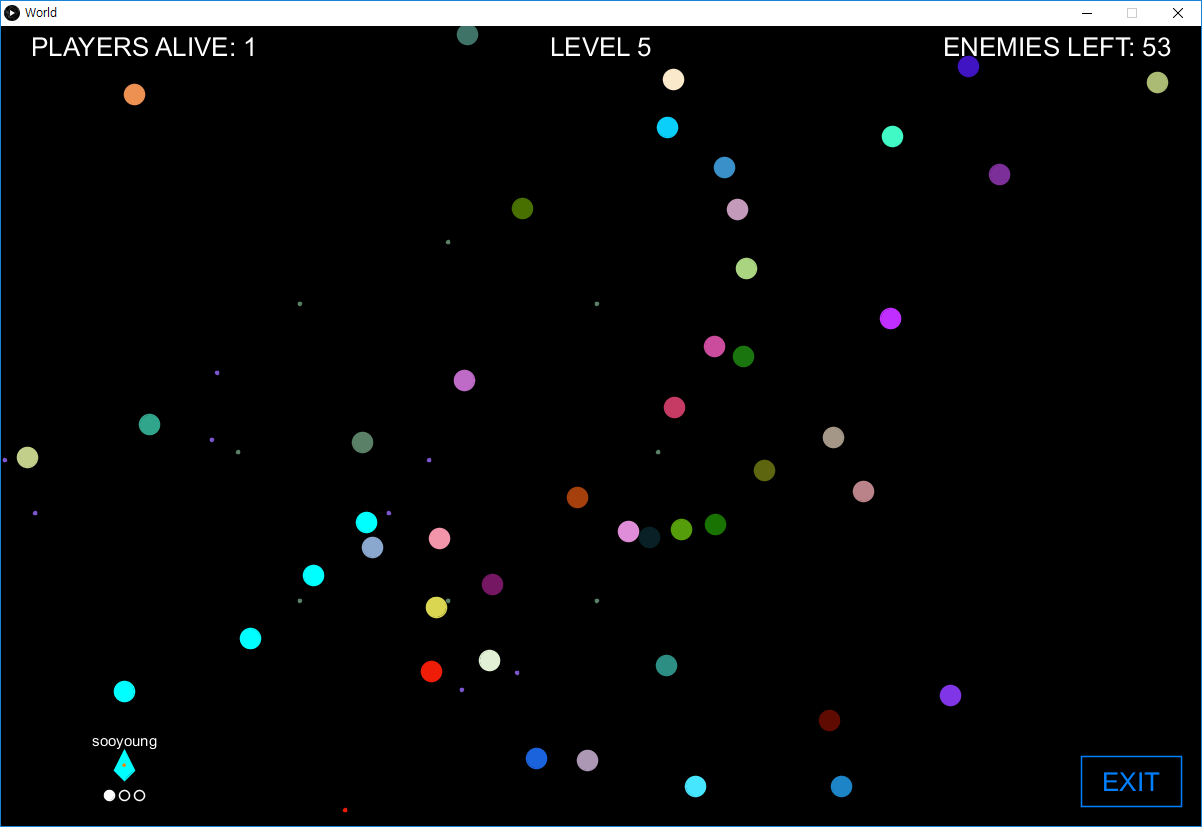 World
PLAYERS ALIVE: 1
LEVEL 5
ENEMIES LEFT: 53
sooyoung
EXIT